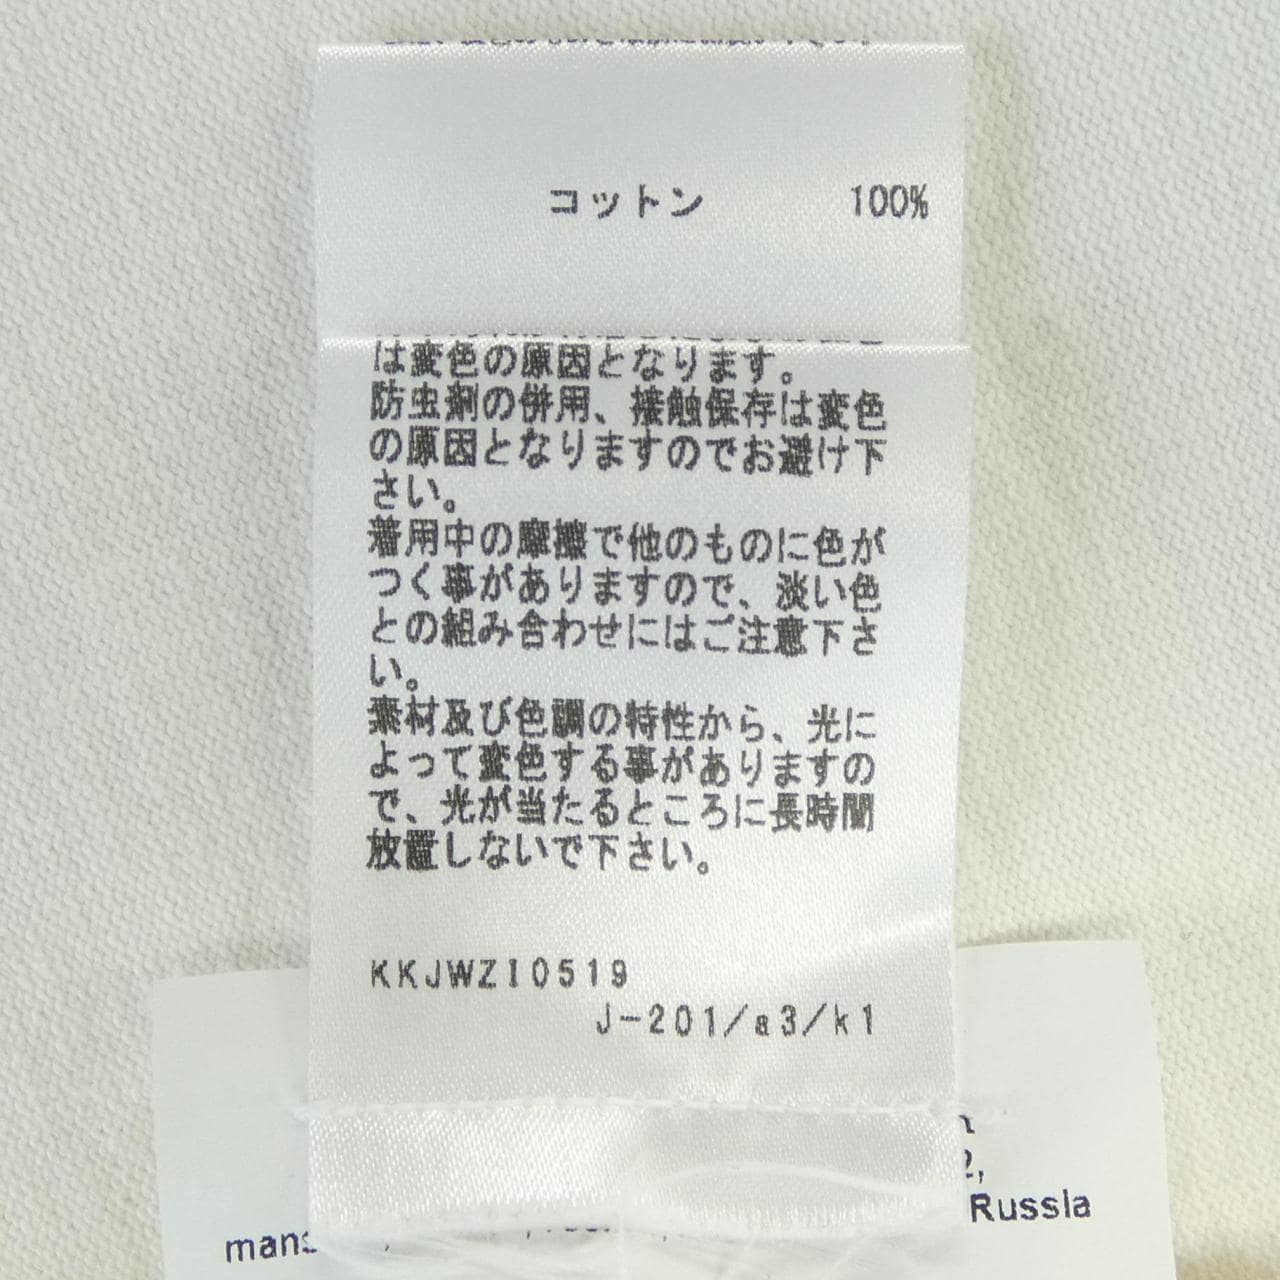 コットン 100%
は変色の原因となります。
防虫剤の併用、接触保存は変色
の原因となりますのでお避け下
さい。
着用中の摩擦で他のものに色が
つく事がありますので、淡い色
との組み合わせにはご注意下さ
い。
素材及び色調の特性から、光に
よって変色する事がありますの
で、光が当たるところに長時間
放置しないで下さい。
KKJWZI0519
J-201/a3/k1
2,
Russia